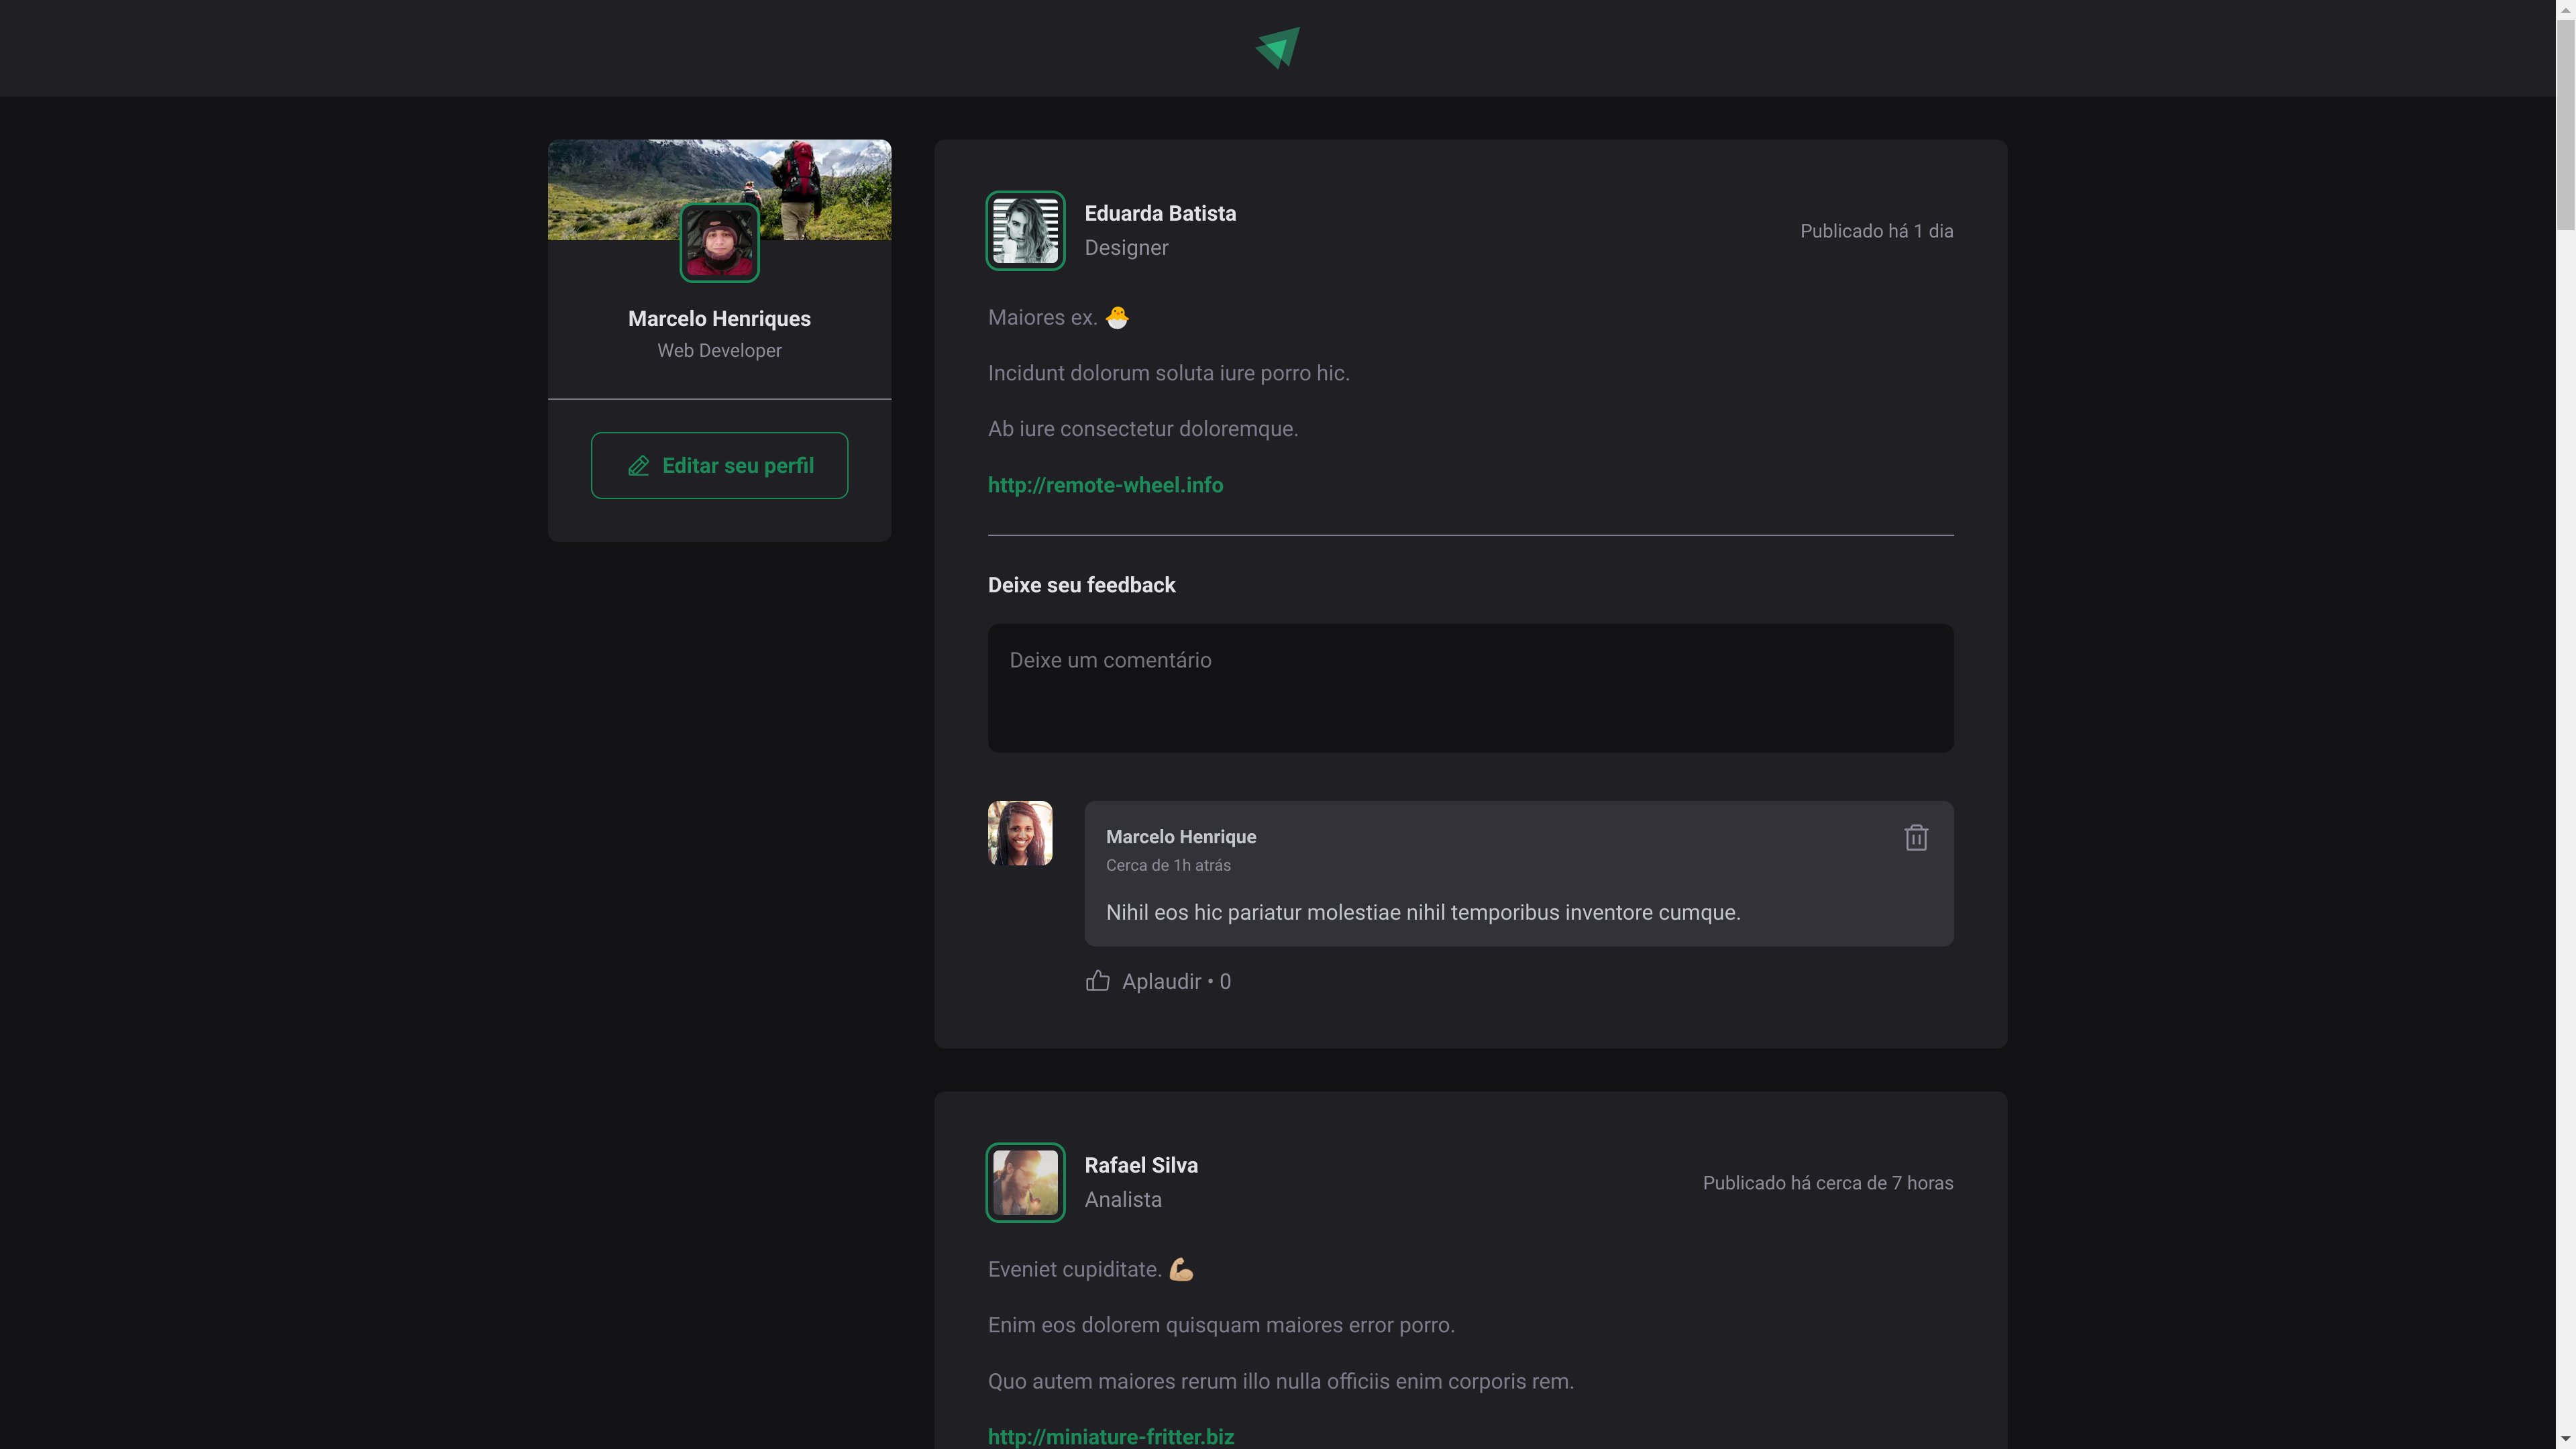 Marcelo Henriques
Web Developer
Editar seu perfil
Eduarda Batista
Designer
Publicado há 1 dia
Maiores ex. 🐣
Incidunt dolorum soluta iure porro hic.
Ab iure consectetur doloremque.
http://remote-wheel.info
Deixe seu feedback
Deixe um comentário
Marcelo Henrique
Cerca de 1h atrás
Nihil eos hic pariatur molestiae nihil temporibus inventore cumque.
Aplaudir • 0
Rafael Silva
Analista
Publicado há cerca de 7 horas
Eveniet cupiditate. 💪🏼
Enim eos dolorem quisquam maiores error porro.
Quo autem maiores rerum illo nulla officiis enim corporis rem.
http://miniature-fritter.biz